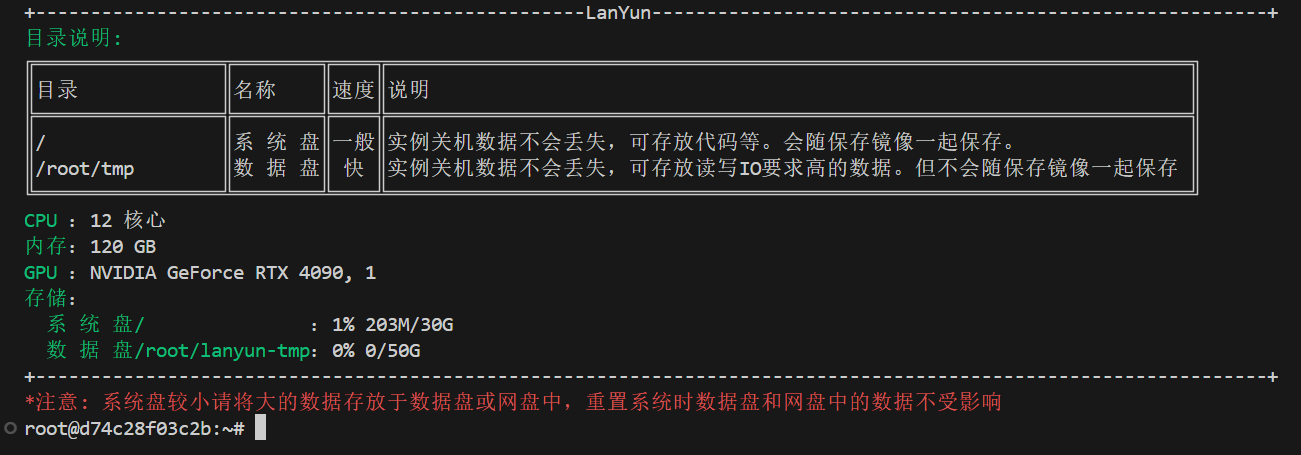 +--------------------------------------------------LanYun--------------------------------------------------------+
目录说明:
目录 名称 速度 说明
/ 系 统 盘 一般 实例关机数据不会丢失，可存放代码等。会随保存镜像一起保存。
/root/tmp 数 据 盘 快 实例关机数据不会丢失，可存放读写IO要求高的数据。但不会随保存镜像一起保存
CPU ：12 核心
内存：120 GB
GPU ：NVIDIA GeForce RTX 4090, 1
存储：
系 统 盘/ ：1% 203M/30G
数 据 盘/root/lanyun-tmp：0% 0/50G
+----------------------------------------------------------------------------------------------------------------+
*注意: 系统盘较小请将大的数据存放于数据盘或网盘中，重置系统时数据盘和网盘中的数据不受影响
root@d74c28f03c2b:~#